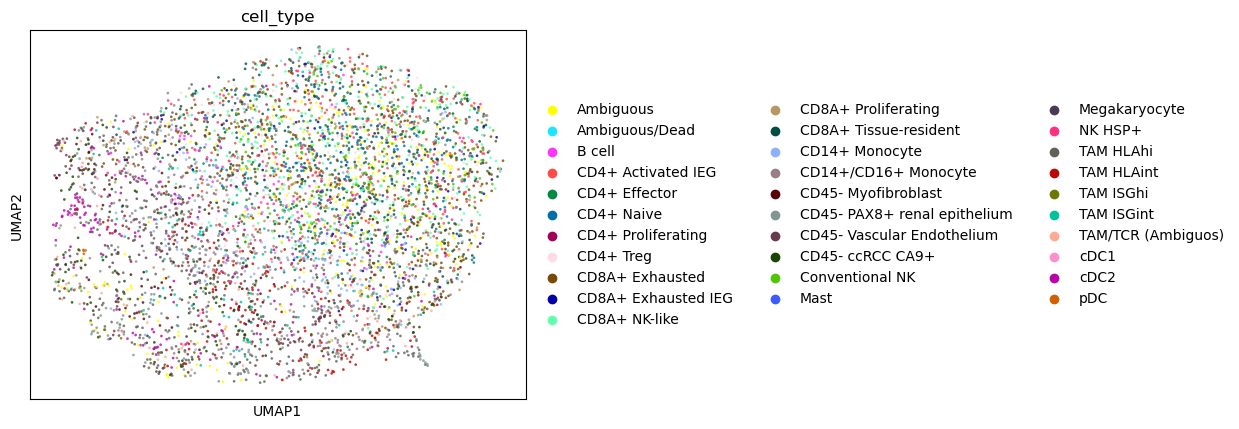 cell_type
UMAP2
UMAP1
Ambiguous
Ambiguous/Dead
B cell
CD4+ Activated IEG
CD4+ Effector
CD4+ Naive
CD4+ Proliferating
CD4+ Treg
CD8A+ Exhausted
CD8A+ Exhausted IEG
CD8A+ NK-like
CD8A+ Proliferating
CD8A+ Tissue-resident
CD14+ Monocyte
CD14+/CD16+ Monocyte
CD45- Myofibroblast
CD45- PAX8+ renal epithelium
CD45- Vascular Endothelium
CD45- ccRCC CA9+
Conventional NK
Mast
Megakaryocyte
NK HSP+
TAM HLAhi
TAM HLAint
TAM ISGhi
TAM ISGint
TAM/TCR (Ambiguos)
cDC1
cDC2
pDC